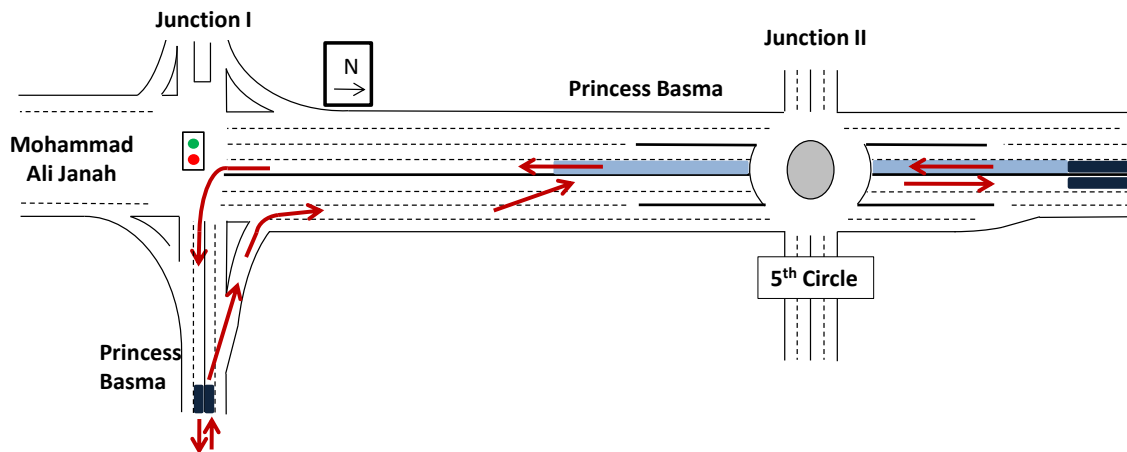 Junction I
Junction II
N
Princess Basma
Mohammad
Ali Janah
5th Circle
Princess
Basma